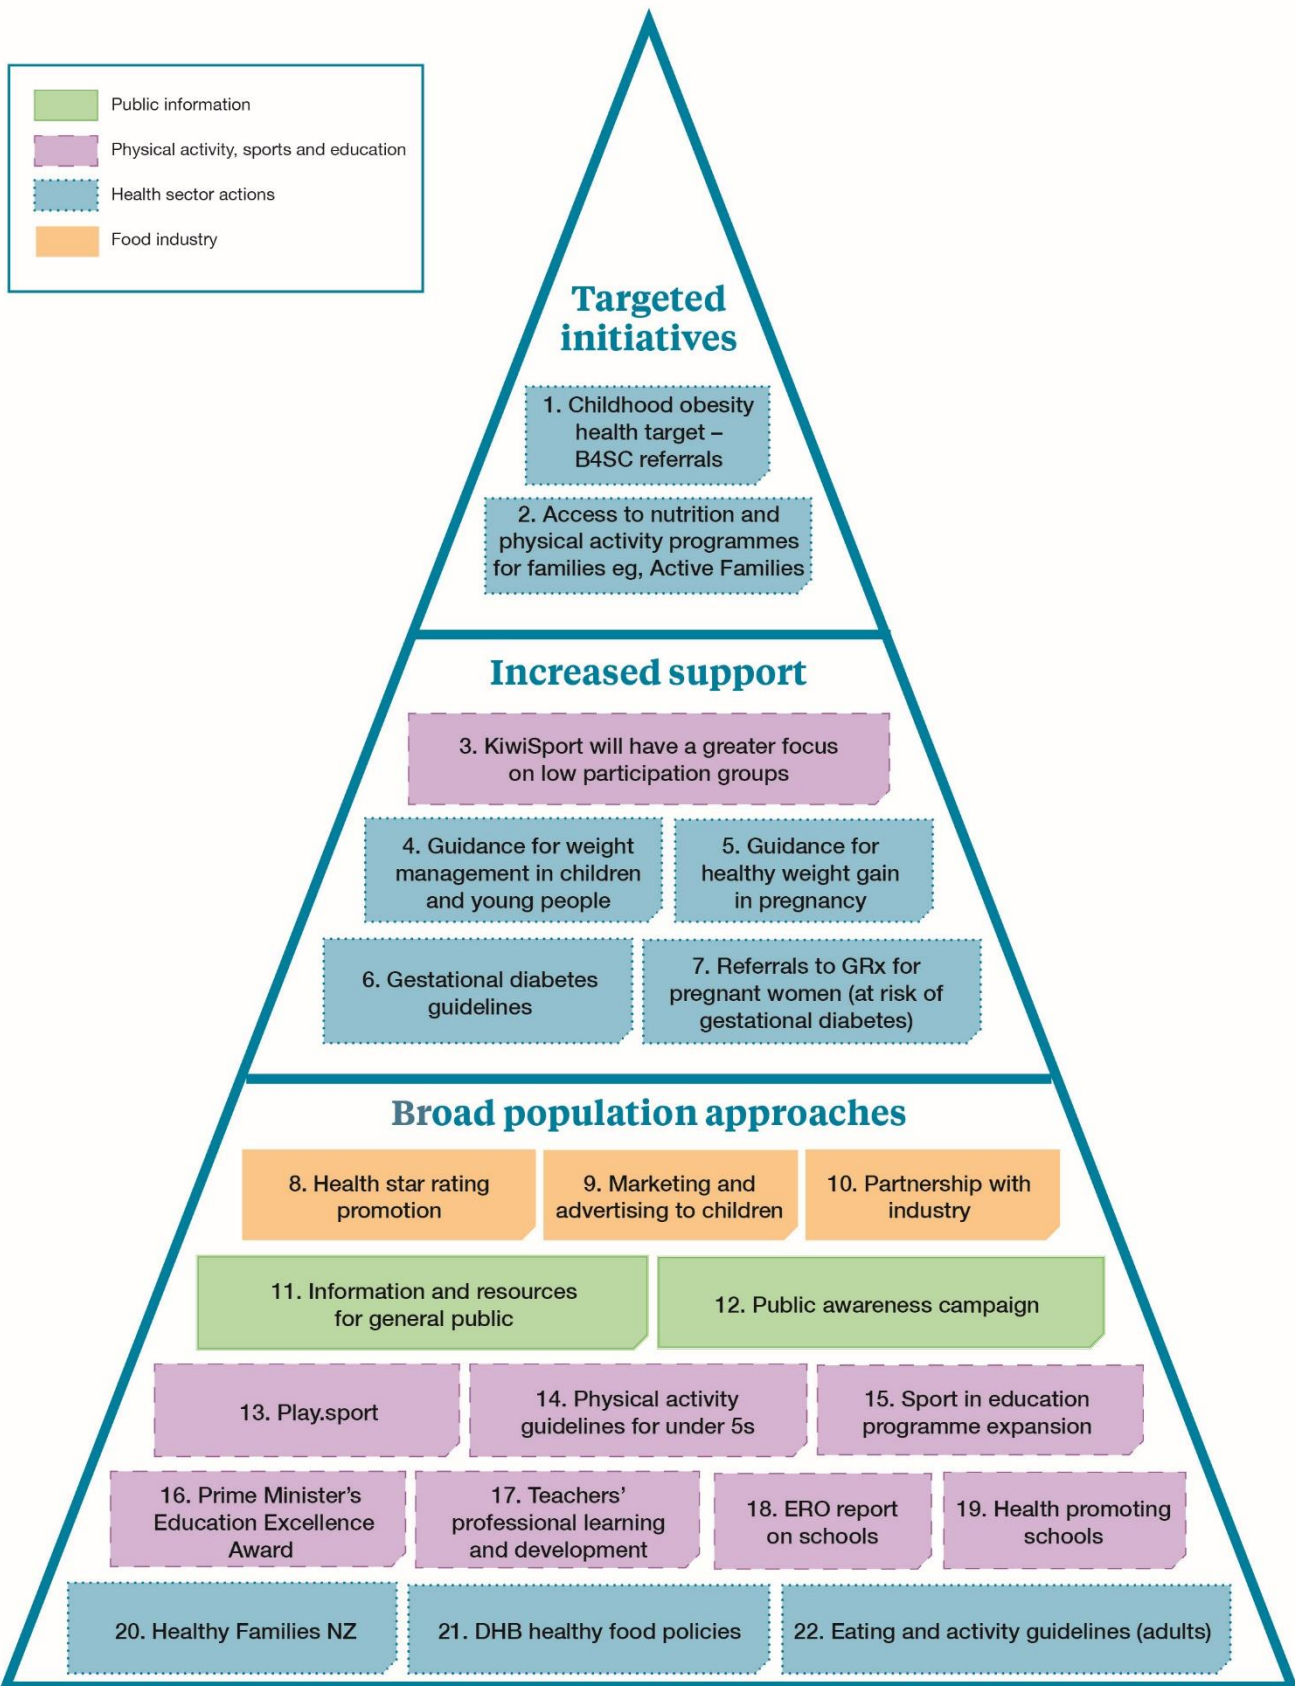 Public information
Physical activity, sports and education
Health sector actions
Food industry
Targeted
initiatives
1. Childhood obesity
health target –
B4SC referrals
2. Access to nutrition and
physical activity programmes
for families eg, Active Families
Increased support
3. KiwiSport will have a greater focus
on low participation groups
4. Guidance for weight
management in children
and young people
5. Guidance for
healthy weight gain
in pregnancy
6. Gestational diabetes
guidelines
7. Referrals to GRx for
pregnant women (at risk of
gestational diabetes)
Broad population approaches
8. Health star rating
promotion
9. Marketing and
advertising to children
10. Partnership with
industry
11. Information and resources
for general public
12. Public awareness campaign
13. Play.sport
14. Physical activity
guidelines for under 5s
15. Sport in education
programme expansion
16. Prime Minister’s
Education Excellence
Award
17. Teachers’
professional learning
and development
18. ERO report
on schools
19. Health promoting
schools
20. Healthy Families NZ
21. DHB healthy food policies
22. Eating and activity guidelines (adults)